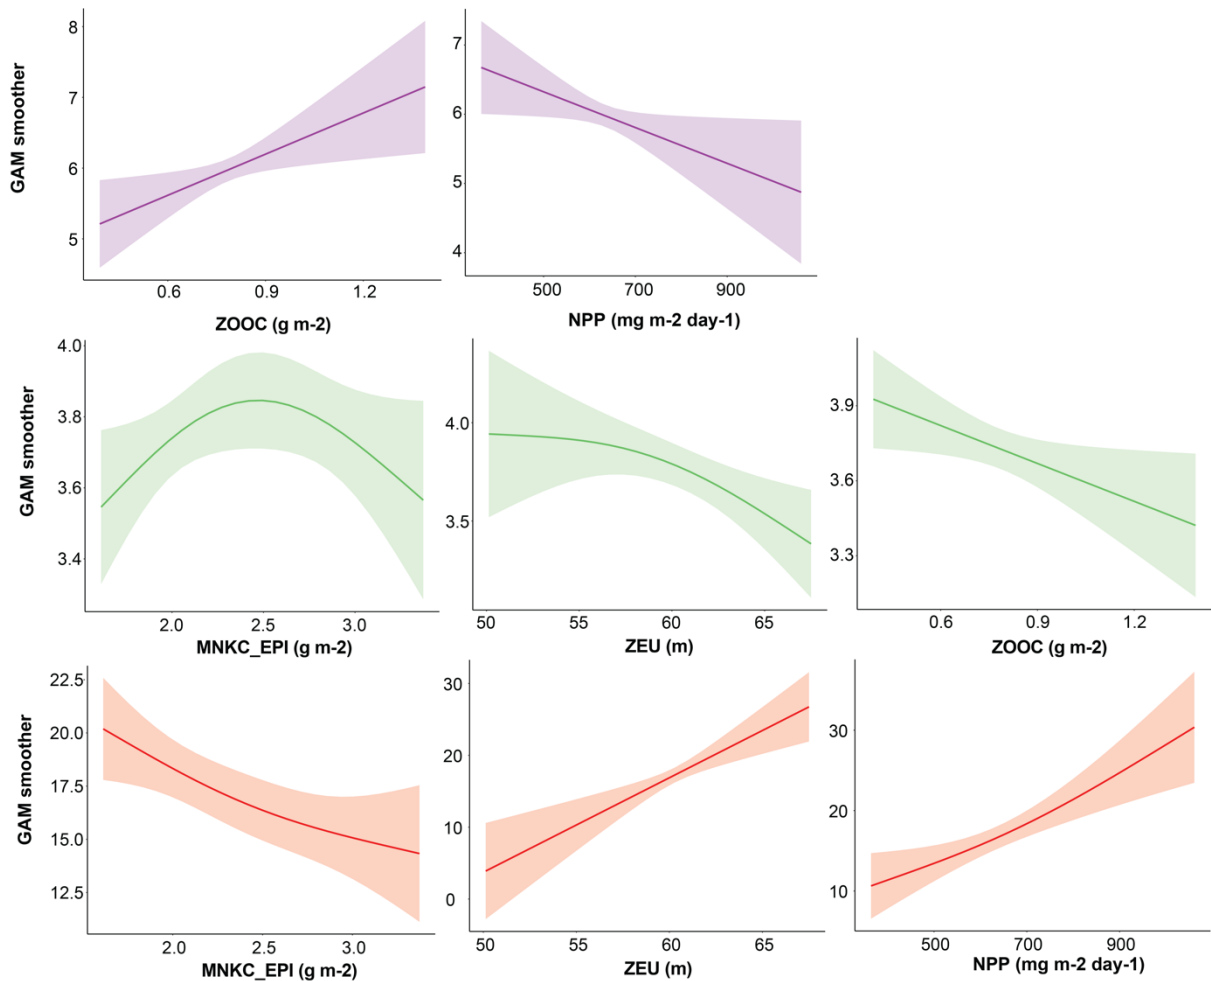 GAM smoother
8
7
6
5
0.6 0.9 1.2
ZOOC (g m-2)
7
6
5
4
500 700 900
NPP (mg m-2 day-1)
GAM smoother
4.0
3.8
3.6
3.4
2.0 2.5 3.0
MNKC_EPI (g m-2)
4.0
3.5
50 55 60 65
ZEU (m)
3.9
3.6
3.3
0.6 0.9 1.2
ZOOC (g m-2)
GAM smoother
22.5
20.0
17.5
15.0
12.5
2.0 2.5 3.0
MNKC_EPI (g m-2)
30
20
10
0
50 55 60 65
ZEU (m)
30
20
10
500 700 900
NPP (mg m-2 day-1)